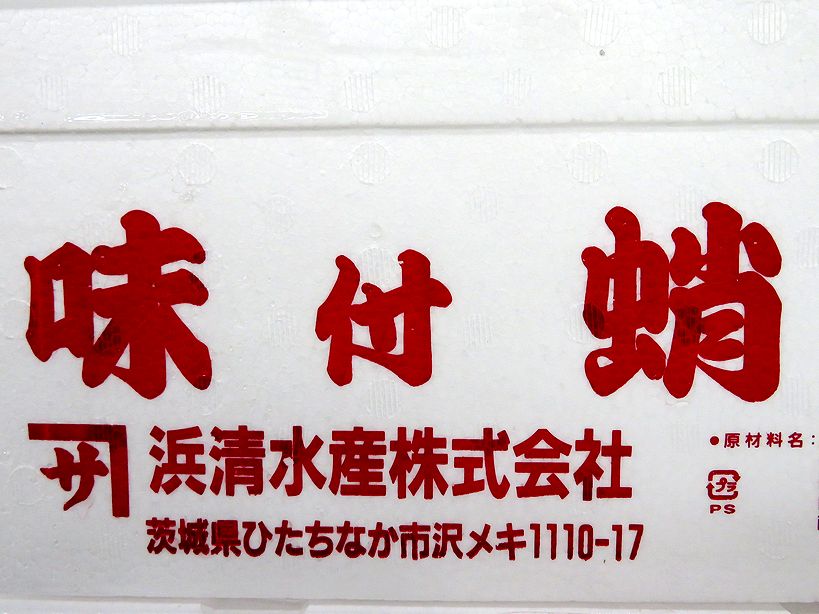 味付蛸
サ
浜清水産株式会社
茨城県ひたちなか市沢メキ1110-17
●原材料名:
プラ
PS